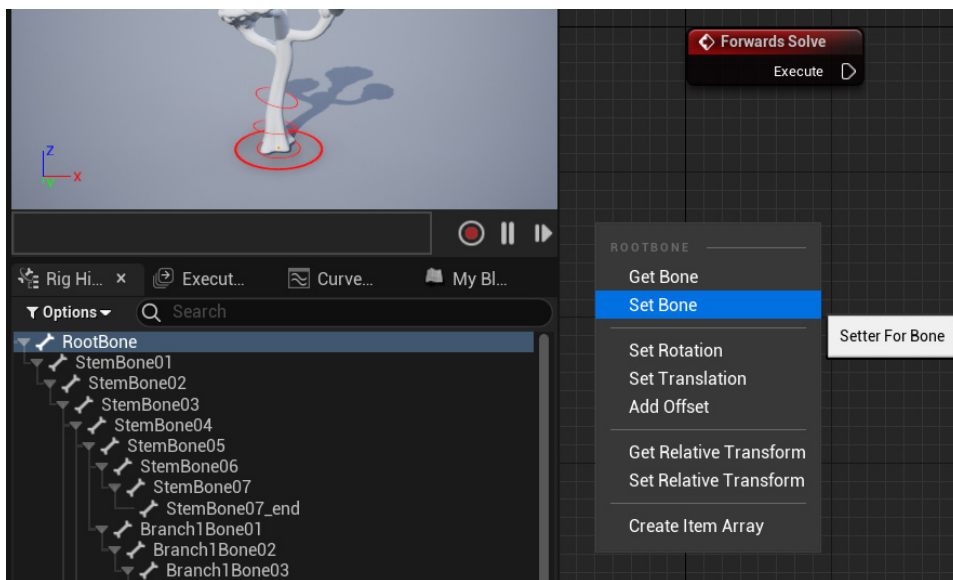 Z
X
Rig Hi...
Execut...
Curve...
My Bl...
Options
Search
RootBone
StemBone01
StemBone02
StemBone03
StemBone04
StemBone05
StemBone06
StemBone07
StemBone07_end
Branch1Bone01
Branch1Bone02
Branch1Bone03
Forwards Solve
Execute
ROOTBONE
Get Bone
Set Bone
Setter For Bone
Set Rotation
Set Translation
Add Offset
Get Relative Transform
Set Relative Transform
Create Item Array